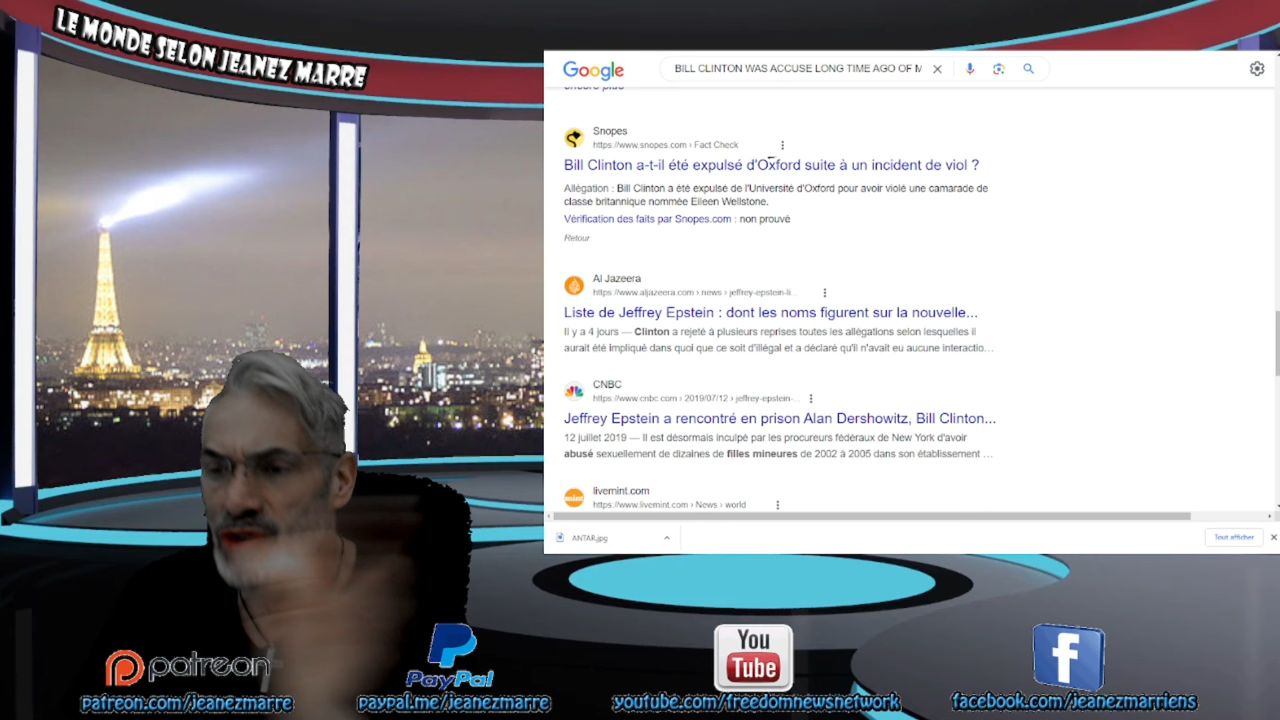 LE MONDE SELON JEANEZ MARRE
Google
BILL CLINTON WAS ACCUSE LONG TIME AGO OF M
encore plus
Snopes
https://www.snopes.com › Fact Check
Bill Clinton a-t-il été expulsé d'Oxford suite à un incident de viol ?
Allégation : Bill Clinton a été expulsé de l'Université d'Oxford pour avoir violé une camarade de
classe britannique nommée Eileen Wellstone.
Vérification des faits par Snopes.com : non prouvé
Retour
Al Jazeera
https://www.aljazeera.com › news › jeffrey-epstein-li...
Liste de Jeffrey Epstein : dont les noms figurent sur la nouvelle...
Il y a 4 jours — Clinton a rejeté à plusieurs reprises toutes les allégations selon lesquelles il
aurait été impliqué dans quoi que ce soit d'illégal et a déclaré qu'il n'avait eu aucune interactio…
CNBC
https://www.cnbc.com › 2019/07/12 › jeffrey-epstein-...
Jeffrey Epstein a rencontré en prison Alan Dershowitz, Bill Clinton...
12 juillet 2019 — Il est désormais inculpé par les procureurs fédéraux de New York d'avoir
abusé sexuellement de dizaines de filles mineures de 2002 à 2005 dans son établissement …
mint
livemint.com
https://www.livemint.com › News › world
ANTAR.jpg
Tout afficher
patreon
patreon.com/jeanezmarre
PayPal
paypal.me/jeanezmarre
You
Tube
youtube.com/freedomnewsnetwork
facebook.com/jeanezmarriens